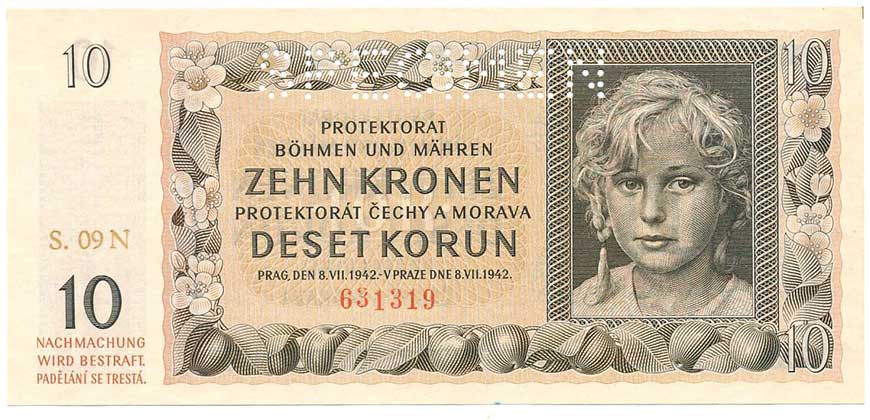 10
SPECIMEN
10
PROTEKTORAT
BÖHMEN UND MÄHREN
ZEHN KRONEN
PROTEKTORÁT ČECHY A MORAVA
DESET KORUN
PRAG, DEN 8. VII. 1942.-V PRAZE DNE 8. VII. 1942.
631319
S. 09 N
10
NACHMACHUNG
WIRD BESTRAFT.
PADĚLÁNÍ SE TRESTÁ.
10